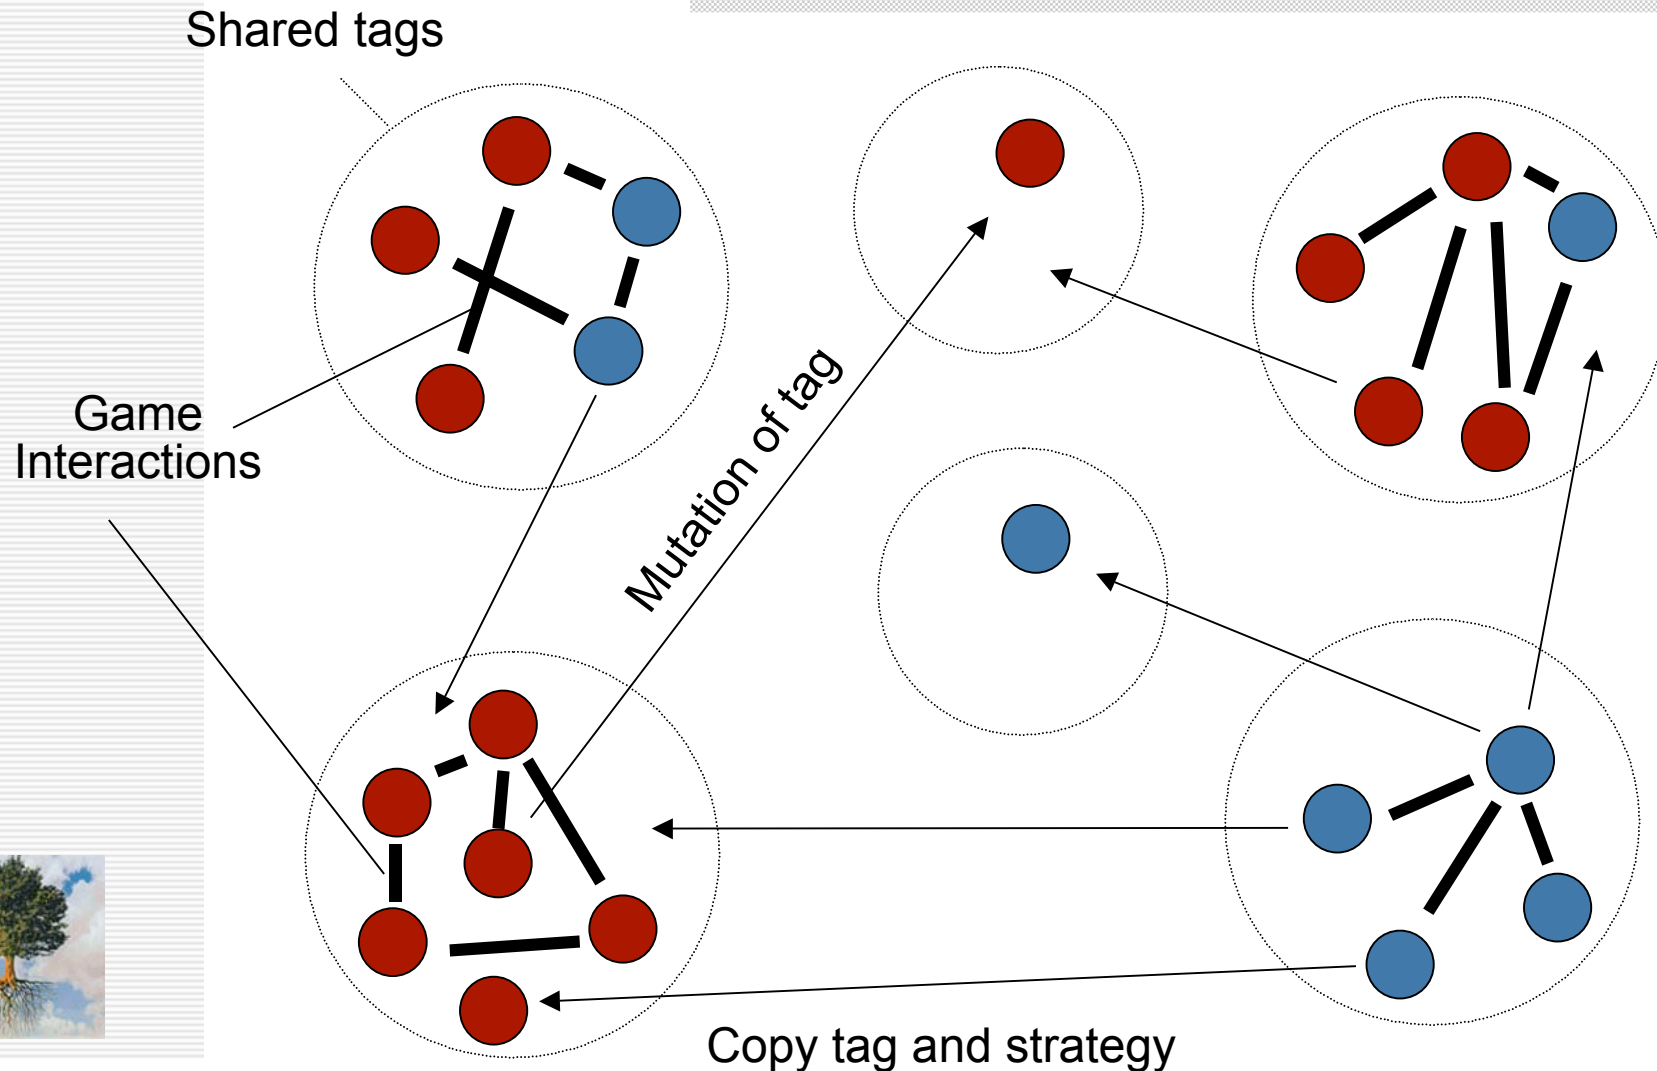 Shared tags
Game
Interactions
Mutation of tag
Copy tag and strategy